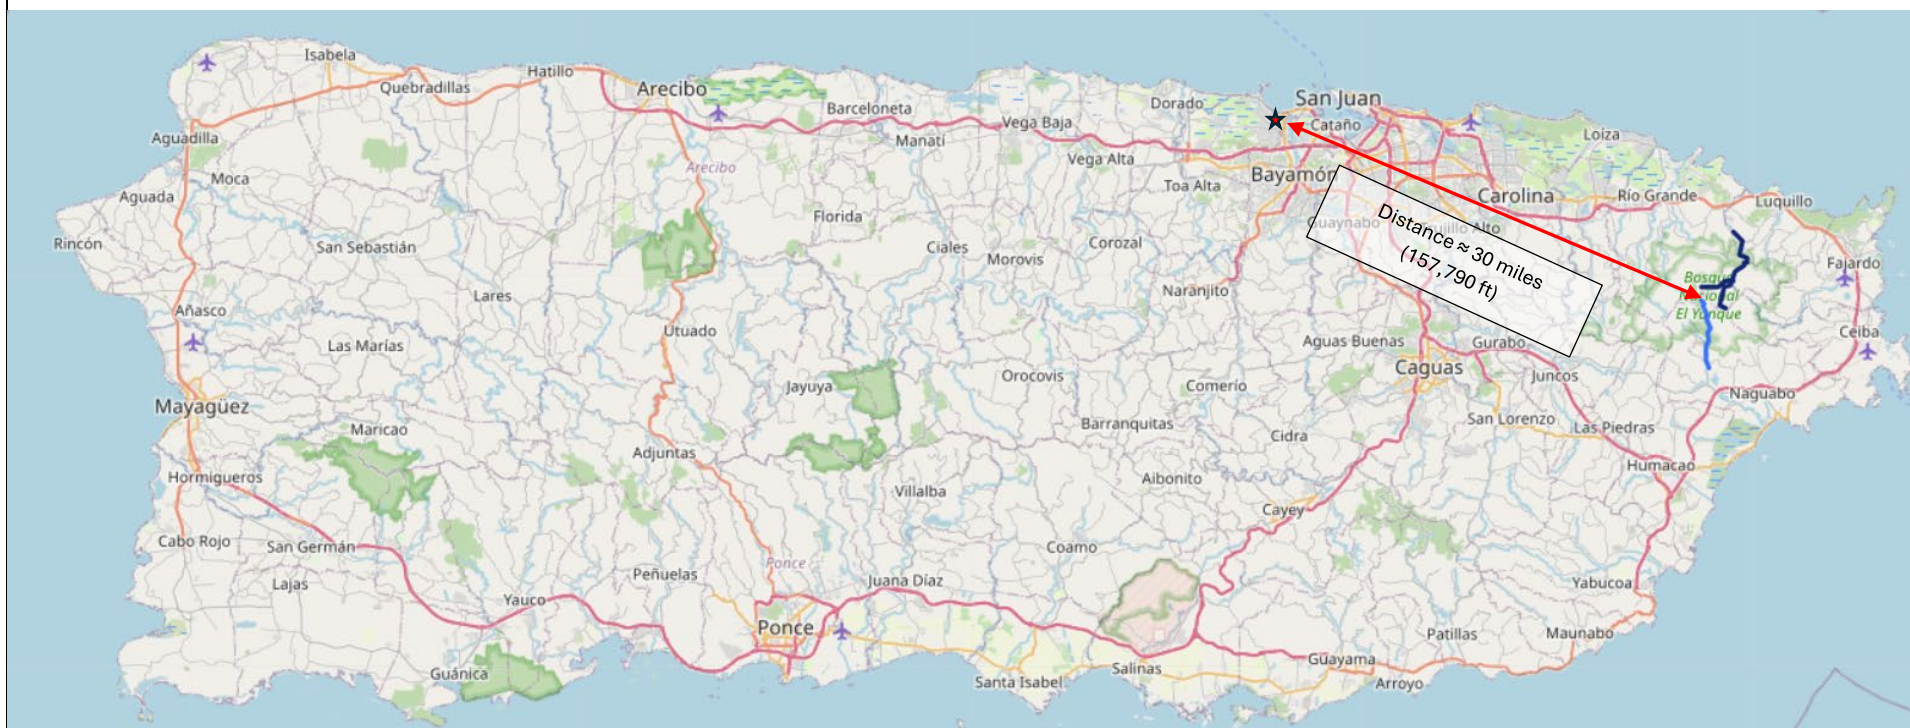 Isabela
Hatillo
Quebradillas
Arecibo
Barceloneta
Dorado
San Juan
Cataño
Loíza
Aguadilla
Manatí
Vega Baja
Vega Alta
Arecibo
Moca
Aguada
Toa Alta
Bayamón
Carolina
Río Grande
Luquillo
Florida
Guaynabo
Trujillo Alto
Rincón
San Sebastián
Ciales
Morovis
Corozal
Distance ≈ 30 miles
(157,790 ft)
Fajardo
Bosque
Nacional
El Yunque
Naranjito
Lares
Añasco
Utuado
Las Marías
Aguas Buenas
Gurabo
Ceiba
Caguas
Juncos
Jayuya
Orocovis
Comerío
Naguabo
Mayagüez
Maricao
Barranquitas
Cidra
San Lorenzo
Las Piedras
Adjuntas
Humacao
Hormigueros
Villalba
Aibonito
Cayey
Cabo Rojo
San Germán
Coamo
Ponce
Peñuelas
Juana Díaz
Lajas
Yauco
Yabucoa
Ponce
Patillas
Maunabo
Guánica
Salinas
Guayama
Santa Isabel
Arroyo